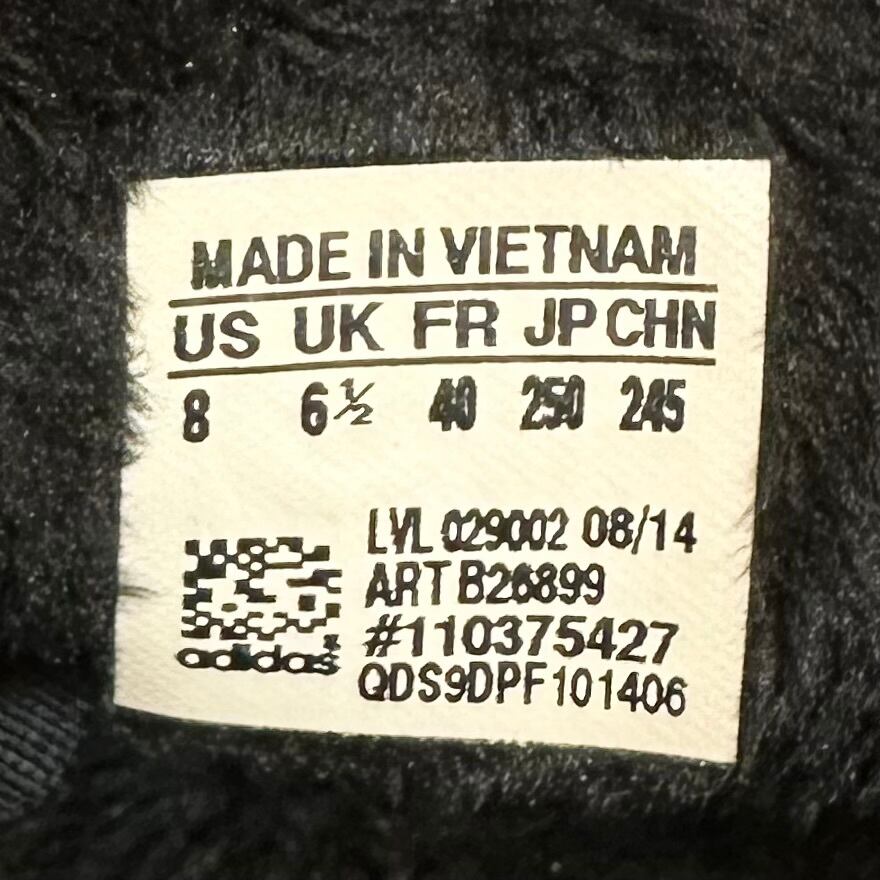 MADE IN VIETNAM
US UK FR JP CHN
8 6½ 40 250 245
LVL 029002 08/14
ART B26899
#110375427
QDS9DPF101406
adidas